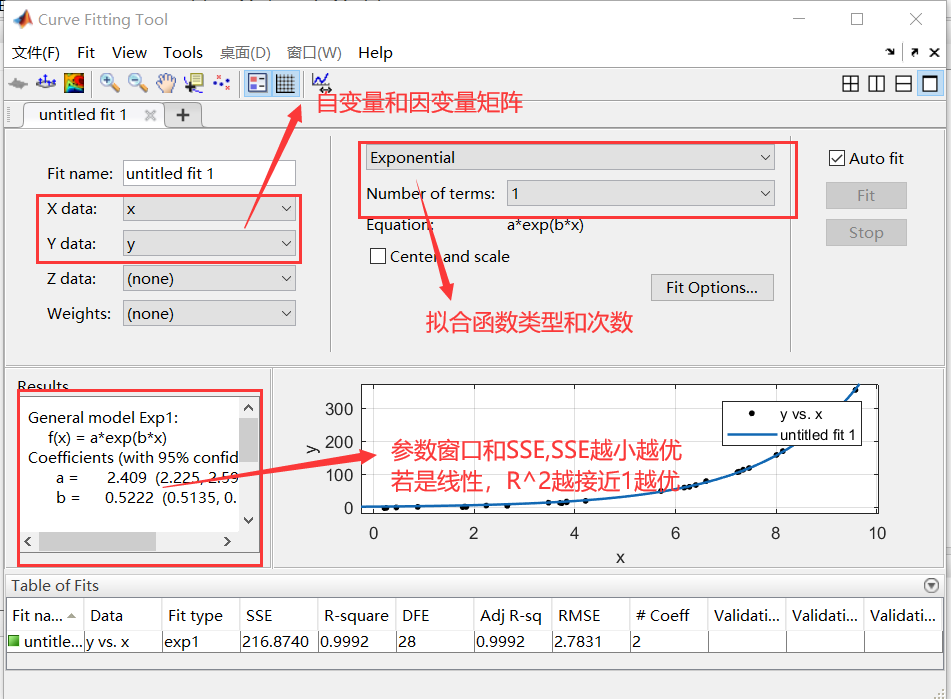 Curve Fitting Tool
文件(F) Fit View Tools 桌面(D) 窗口(W) Help
自变量和因变量矩阵
untitled fit 1
Fit name: untitled fit 1
X data: x
Y data: y
Z data: (none)
Weights: (none)
Exponential
Number of terms: 1
Equation: a*exp(b*x)
Center and scale
Fit Options...
拟合函数类型和次数
Auto fit
Fit
Stop
Results
General model Exp1:
f(x) = a*exp(b*x)
Coefficients (with 95% confid
a = 2.409 (2.225, 2.59
b = 0.5222 (0.5135, 0.
参数窗口和SSE,SSE越小越优
若是线性，R^2越接近1越优
y
300
200
100
0
0 2 4 6 8 10
x
y vs. x
untitled fit 1
Table of Fits
Fit na... Data Fit type SSE R-square DFE Adj R-sq RMSE # Coeff Validati... Validati... Validati...
untitle... y vs. x exp1 216.8740 0.9992 28 0.9992 2.7831 2